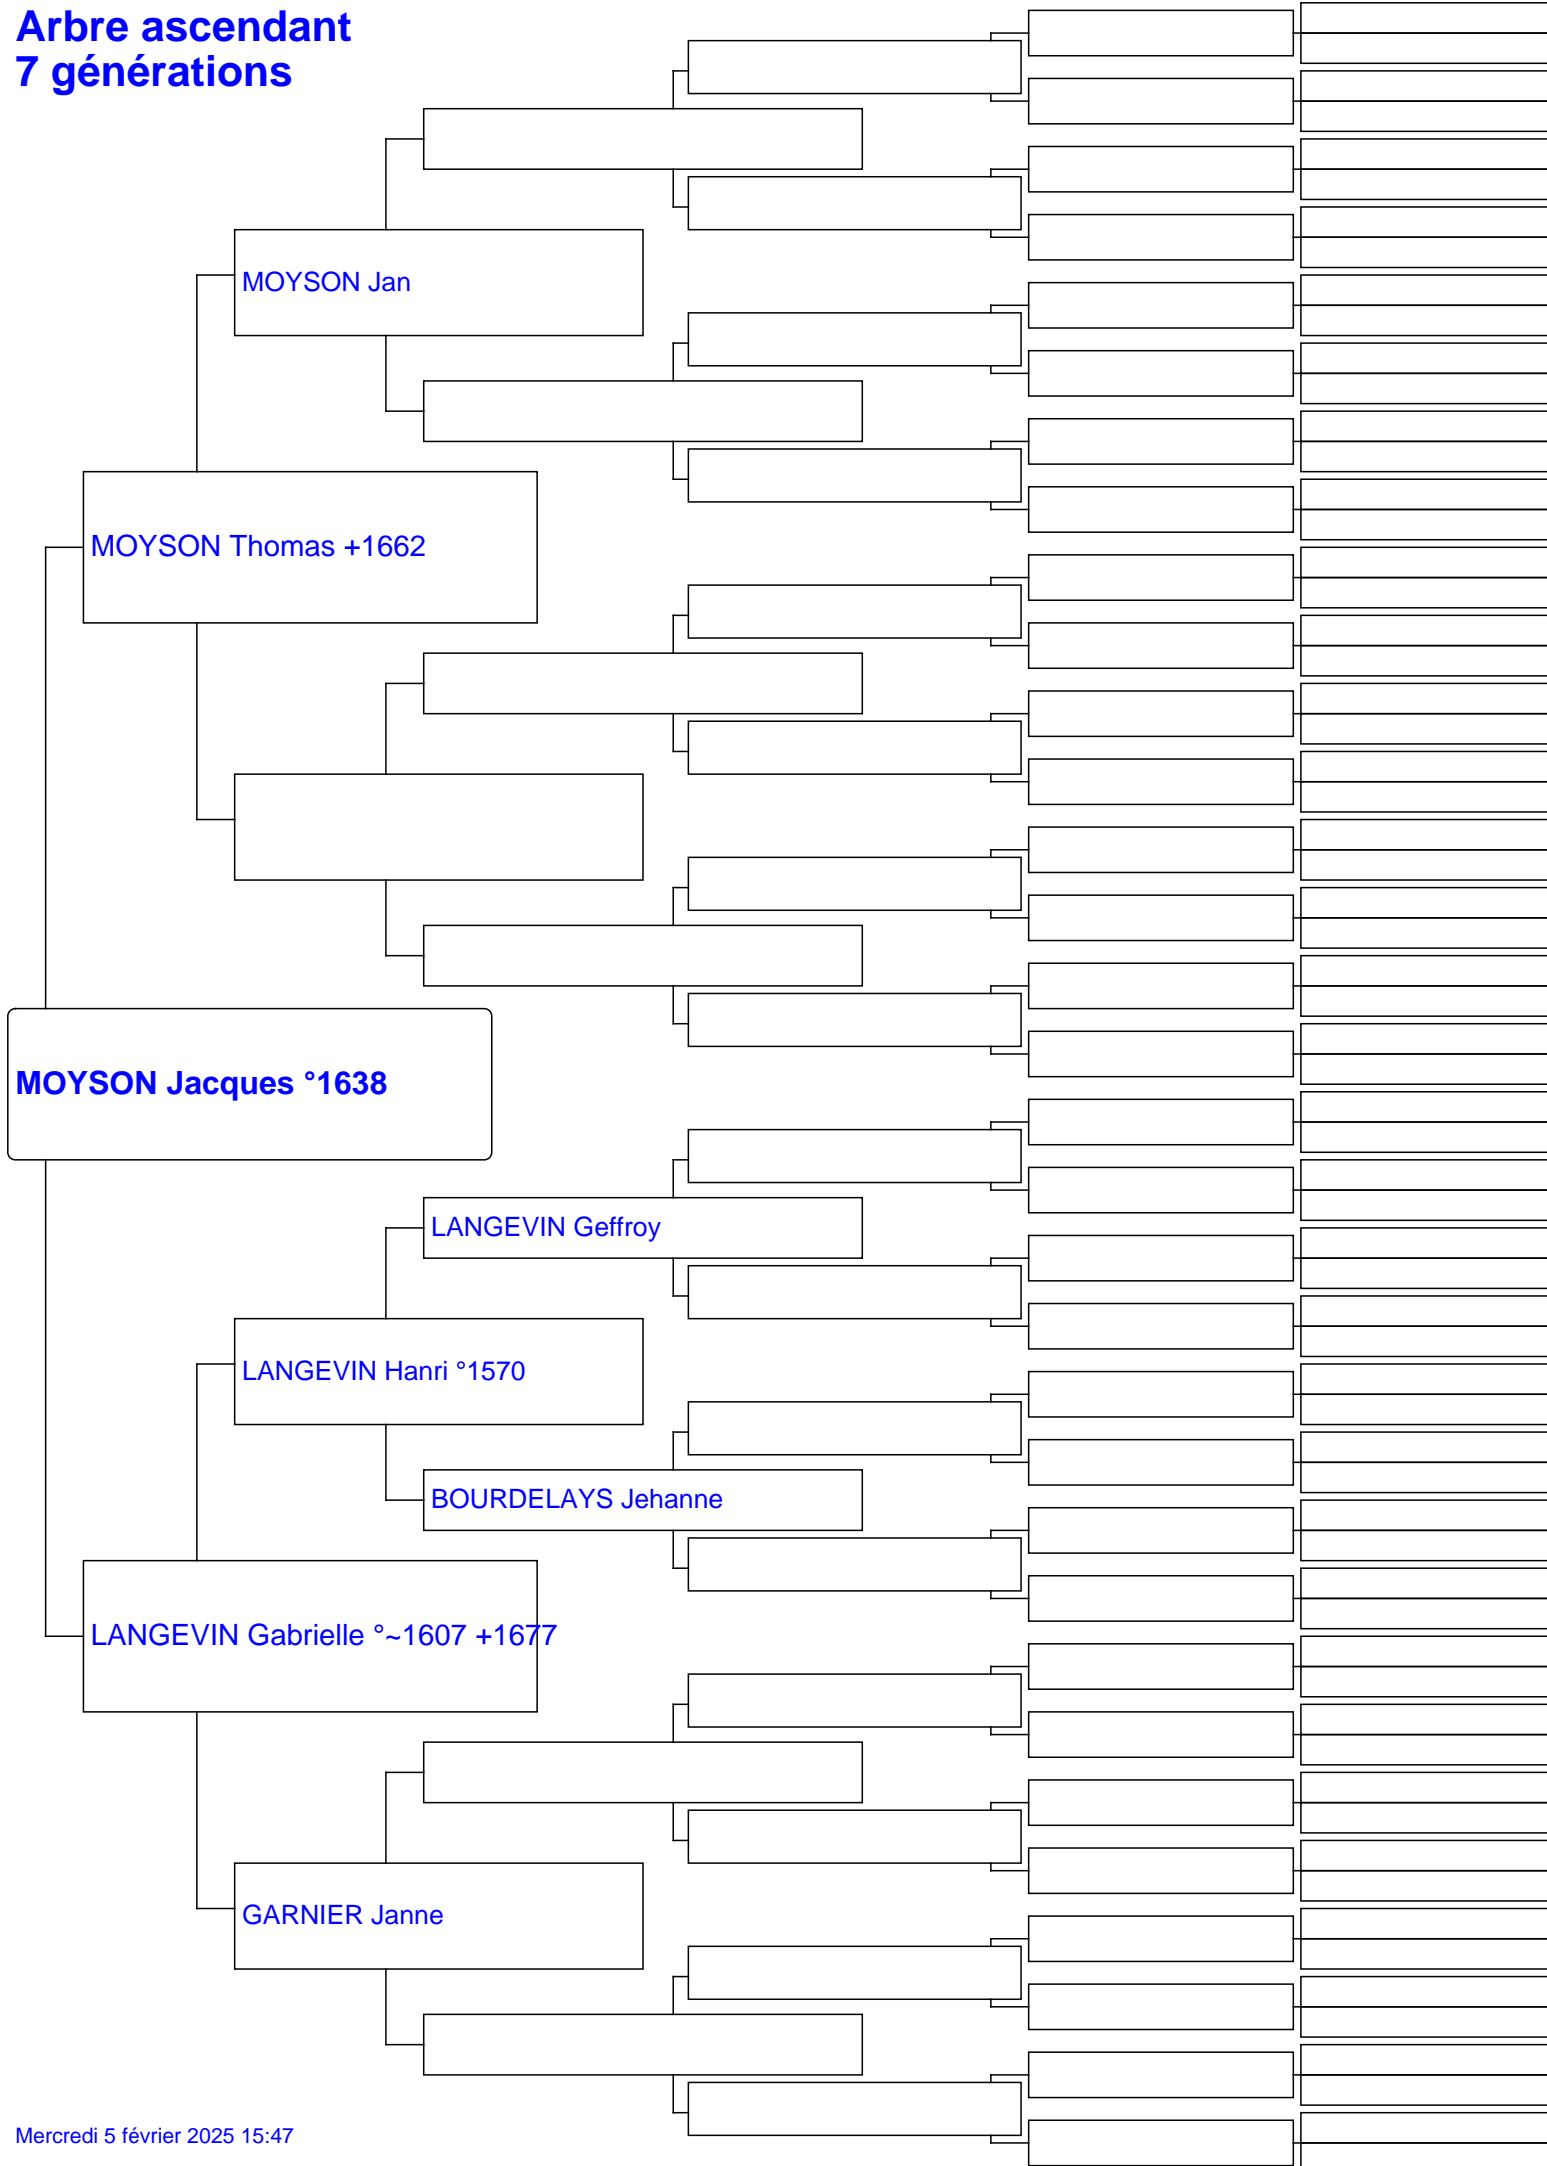 Arbre ascendant
7 générations
MOYSON Jan
MOYSON Thomas +1662
MOYSON Jacques °1638
LANGEVIN Geffroy
LANGEVIN Hanri °1570
BOURDELAYS Jehanne
LANGEVIN Gabrielle °~1607 +1677
GARNIER Janne
Mercredi 5 février 2025 15:47